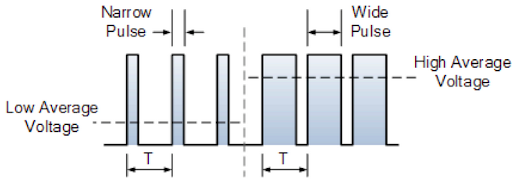 Narrow
Pulse
Wide
Pulse
High Average
Voltage
Low Average
Voltage
T
T